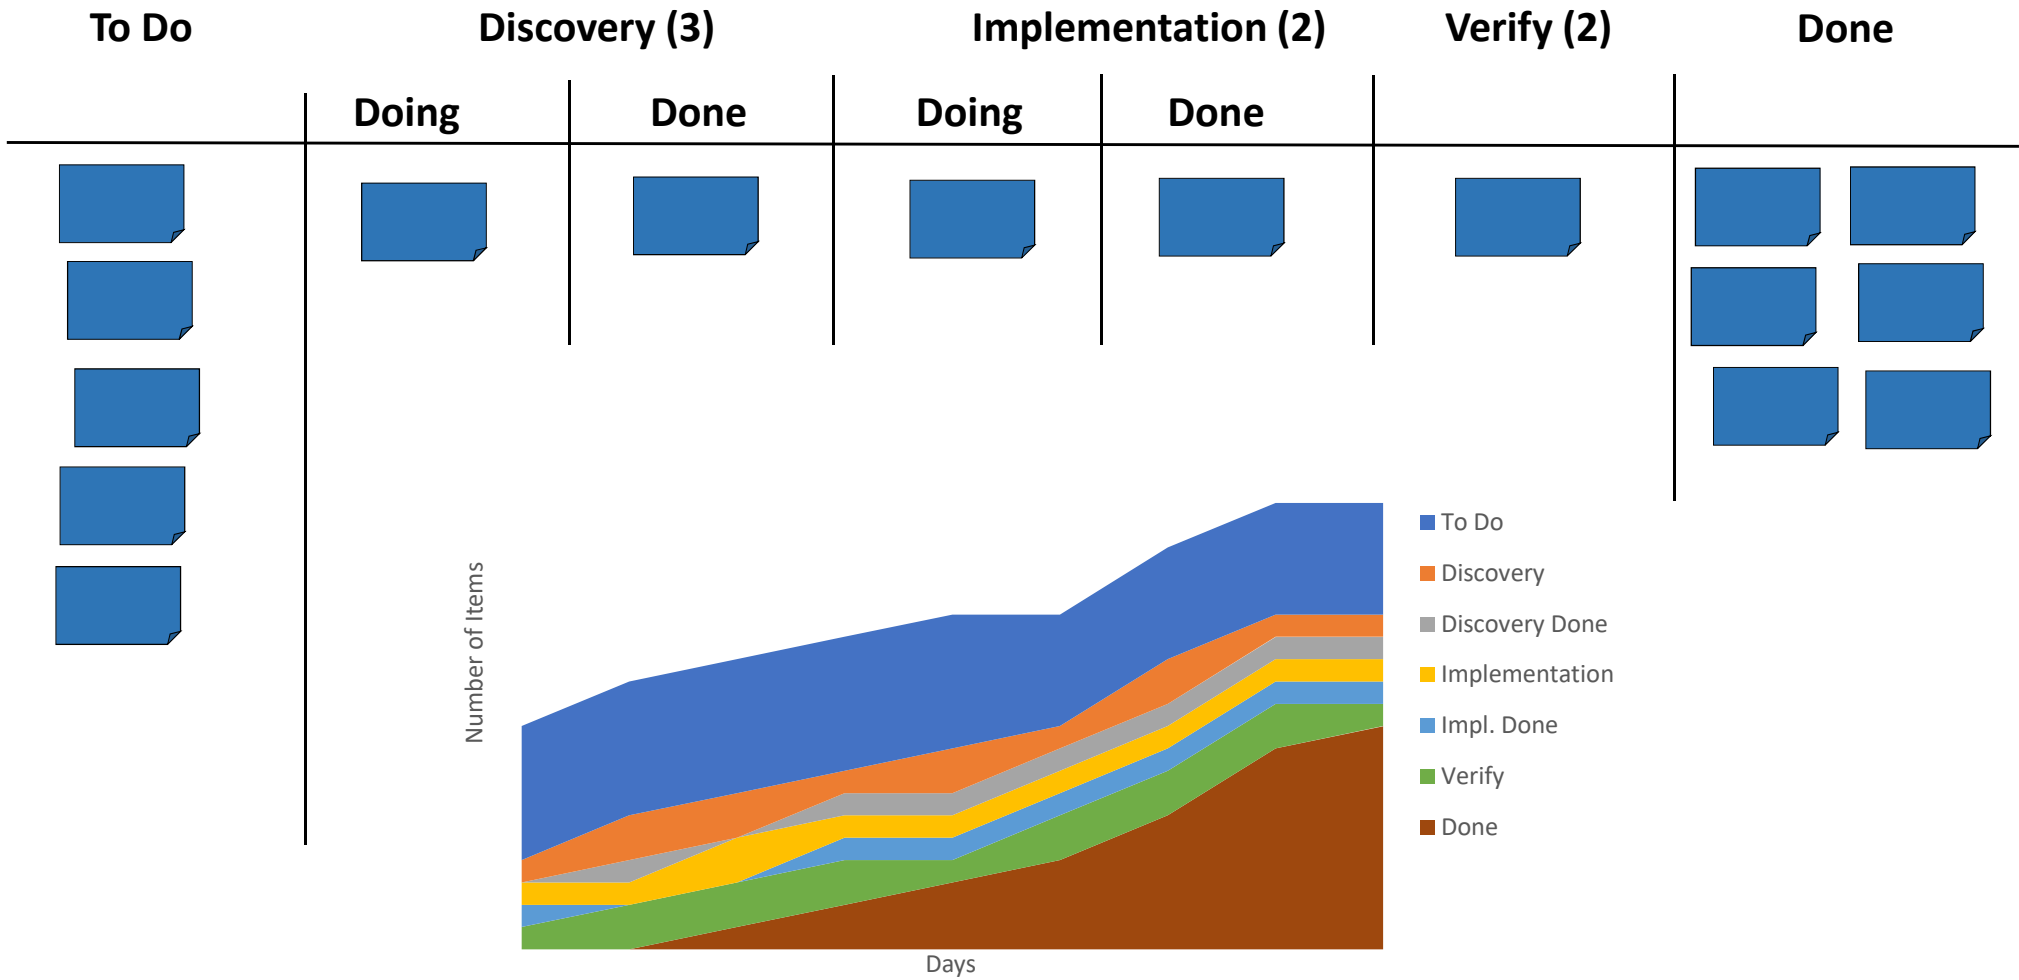 To Do
Discovery (3)
Implementation (2)
Verify (2)
Done
Doing
Done
Doing
Done
Number of Items
Days
To Do
Discovery
Discovery Done
Implementation
Impl. Done
Verify
Done